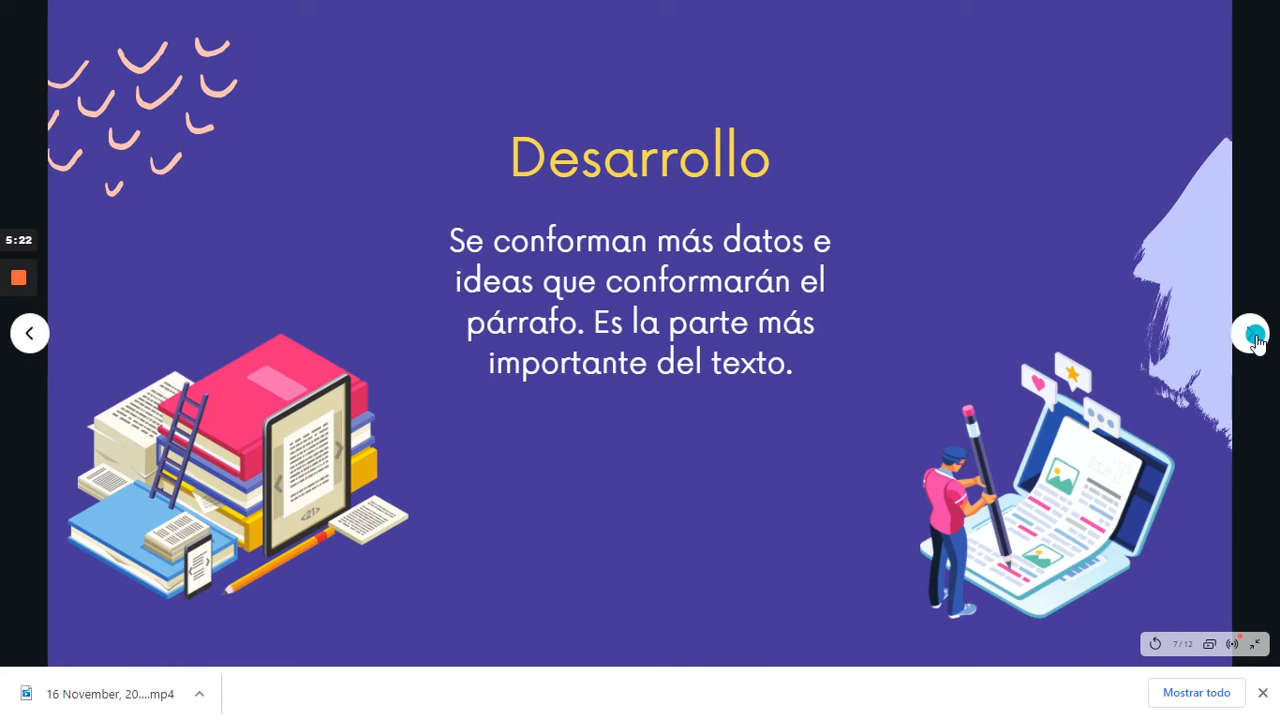 Desarrollo
Se conforman más datos e
ideas que conformarán el
párrafo. Es la parte más
importante del texto.
5:22
<21>
7/12
16 November, 20....mp4
Mostrar todo